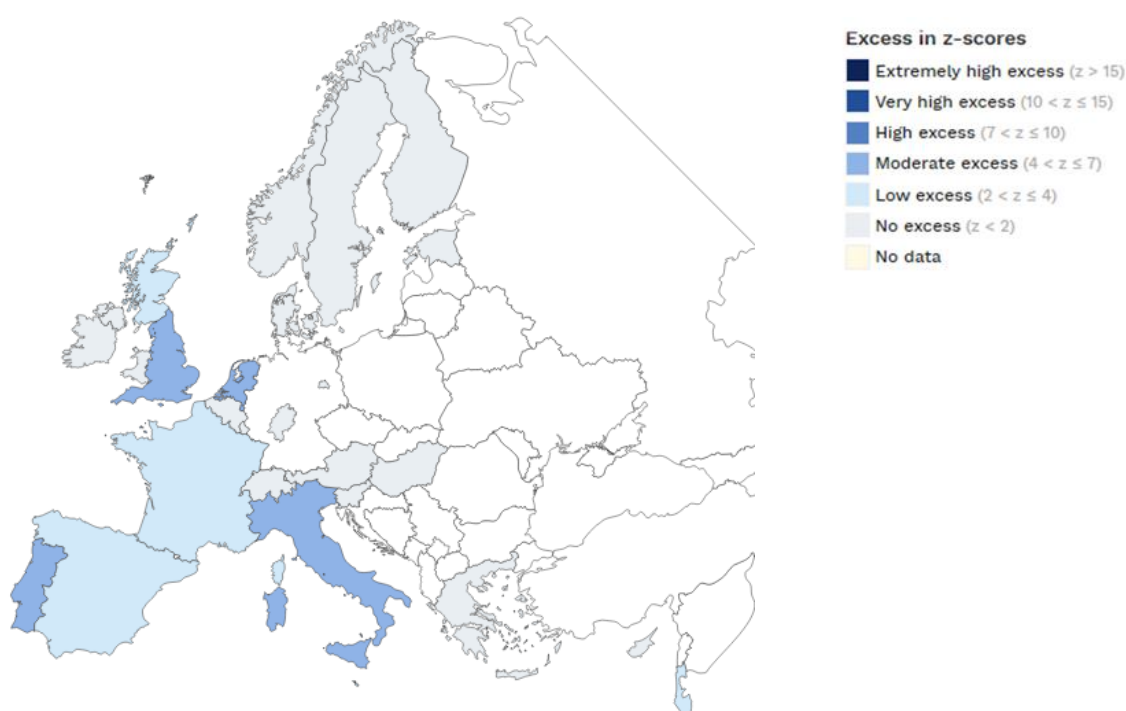 Excess in z-scores
Extremely high excess (z > 15)
Very high excess (10 < z ≤ 15)
High excess (7 < z ≤ 10)
Moderate excess (4 < z ≤ 7)
Low excess (2 < z ≤ 4)
No excess (z < 2)
No data